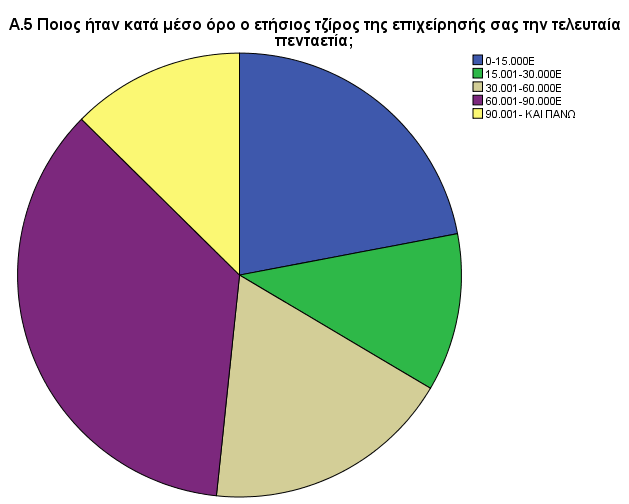 Α.5 Ποιος ήταν κατά μέσο όρο ο ετήσιος τζίρος της επιχείρησής σας την τελευταία
πενταετία;
0-15.000Ε
15.001-30.000Ε
30.001-60.000Ε
60.001-90.000Ε
90.001- ΚΑΙ ΠΑΝΩ